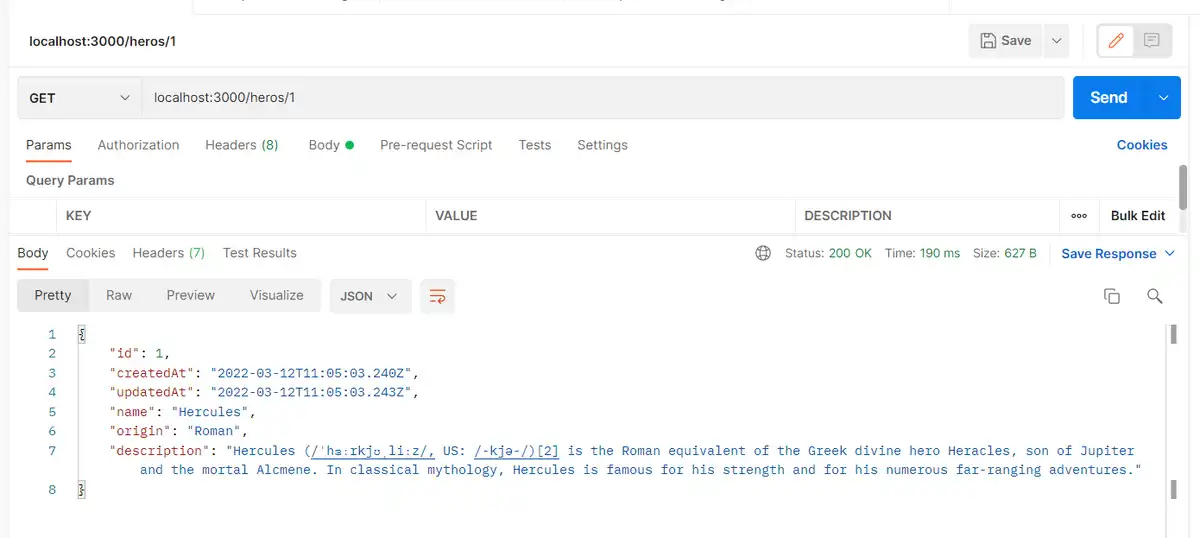 localhost:3000/heros/1
Save
GET localhost:3000/heros/1 Send
Params Authorization Headers (8) Body Pre-request Script Tests Settings Cookies
Query Params
KEY VALUE DESCRIPTION Bulk Edit
Body Cookies Headers (7) Test Results Status: 200 OK Time: 190 ms Size: 627 B Save Response
Pretty Raw Preview Visualize JSON
1 {
2 "id": 1,
3 "createdAt": "2022-03-12T11:05:03.240Z",
4 "updatedAt": "2022-03-12T11:05:03.243Z",
5 "name": "Hercules",
6 "origin": "Roman",
7 "description": "Hercules (/ˈhɜːrkjʊˌliːz/, US: /-kjə-/)[2] is the Roman equivalent of the Greek divine hero Heracles, son of Jupiter
and the mortal Alcmene. In classical mythology, Hercules is famous for his strength and for his numerous far-ranging adventures."
8 }